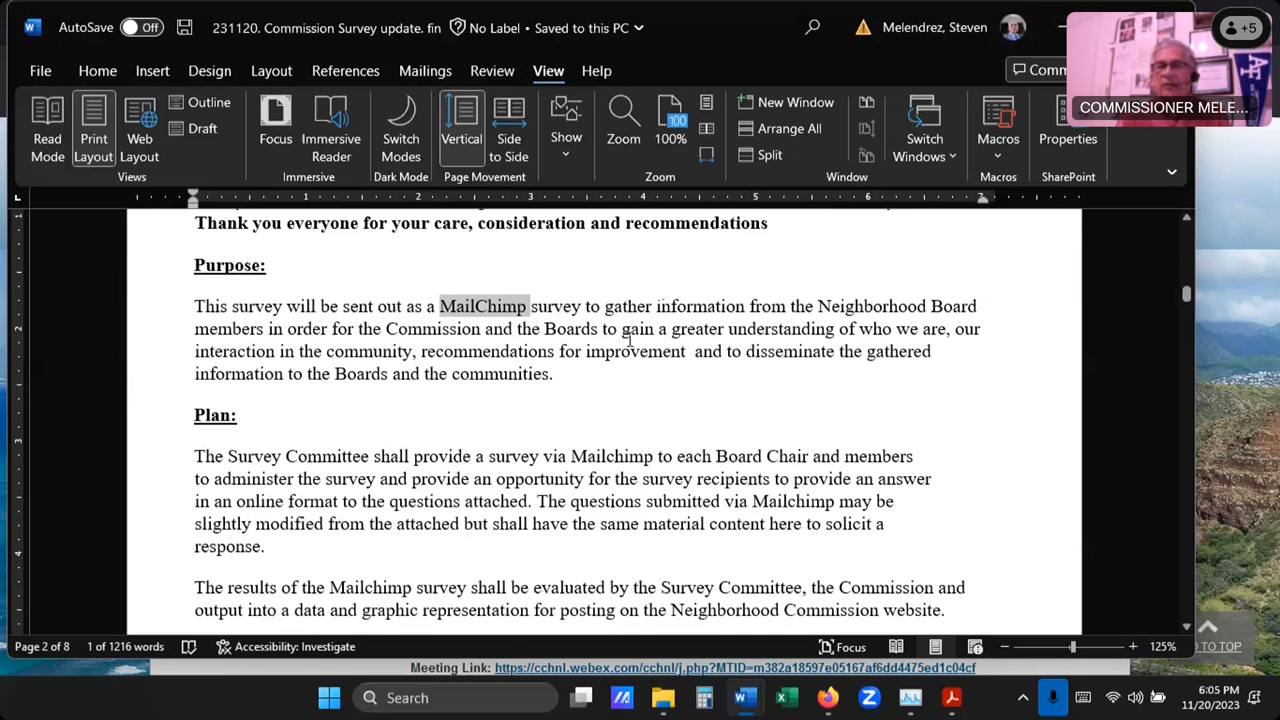 AutoSave Off 231120. Commission Survey update. fin No Label • Saved to this PC Melendrez, Steven
+5
COMMISSIONER MELE...
File Home Insert Design Layout References Mailings Review View Help Comm
Read Mode Print Layout Web Layout Outline Draft Focus Immersive Reader Switch Modes Vertical Side to Side Show Zoom 100 100% New Window Arrange All Split Switch Windows Macros Properties
Views Immersive Dark Mode Page Movement Zoom Window Macros SharePoint
1 2 3 4 5 6 7
Thank you everyone for your care, consideration and recommendations
Purpose:
This survey will be sent out as a MailChimp survey to gather information from the Neighborhood Board
members in order for the Commission and the Boards to gain a greater understanding of who we are, our
interaction in the community, recommendations for improvement and to disseminate the gathered
information to the Boards and the communities.
Plan:
The Survey Committee shall provide a survey via Mailchimp to each Board Chair and members
to administer the survey and provide an opportunity for the survey recipients to provide an answer
in an online format to the questions attached. The questions submitted via Mailchimp may be
slightly modified from the attached but shall have the same material content here to solicit a
response.
The results of the Mailchimp survey shall be evaluated by the Survey Committee, the Commission and
output into a data and graphic representation for posting on the Neighborhood Commission website.
Page 2 of 8 1 of 1216 words Accessibility: Investigate Focus 125%
TO TOP
Meeting Link: https://cchnl.webex.com/cchnl/j.php?MTID=m382a18597e05167af6dd4475ed1c04cf
Search
6:05 PM
11/20/2023